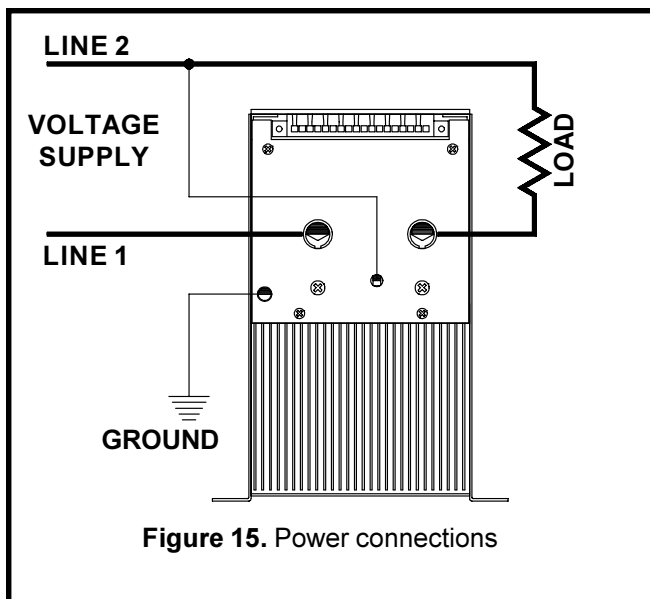 LINE 2
VOLTAGE
SUPPLY
LOAD
LINE 1
GROUND
Figure 15. Power connections